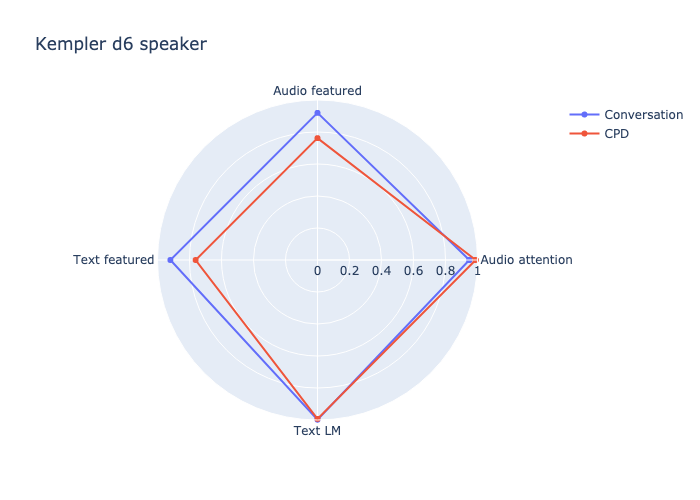 Kempler d6 speaker
Audio featured
Conversation
CPD
Text featured
Audio attention
0 0.2 0.4 0.6 0.8 1
Text LM